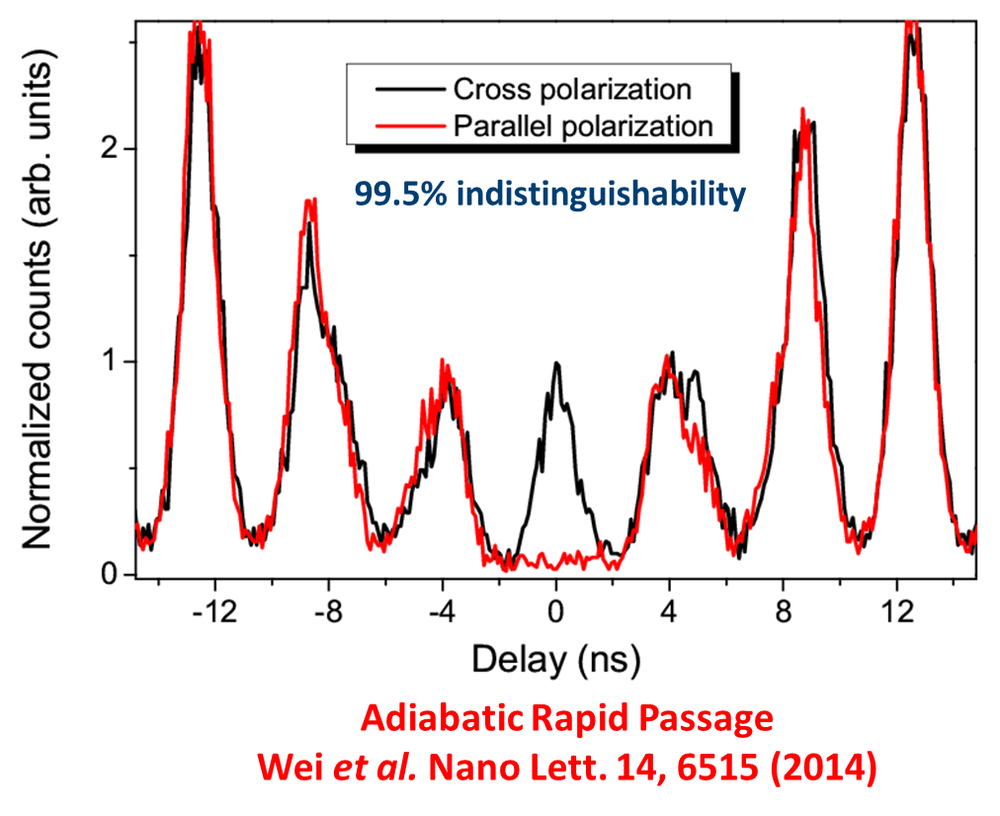 Cross polarization
Parallel polarization
99.5% indistinguishability
Normalized counts (arb. units)
2
1
0
-12 -8 -4 0 4 8 12
Delay (ns)
Adiabatic Rapid Passage
Wei et al. Nano Lett. 14, 6515 (2014)